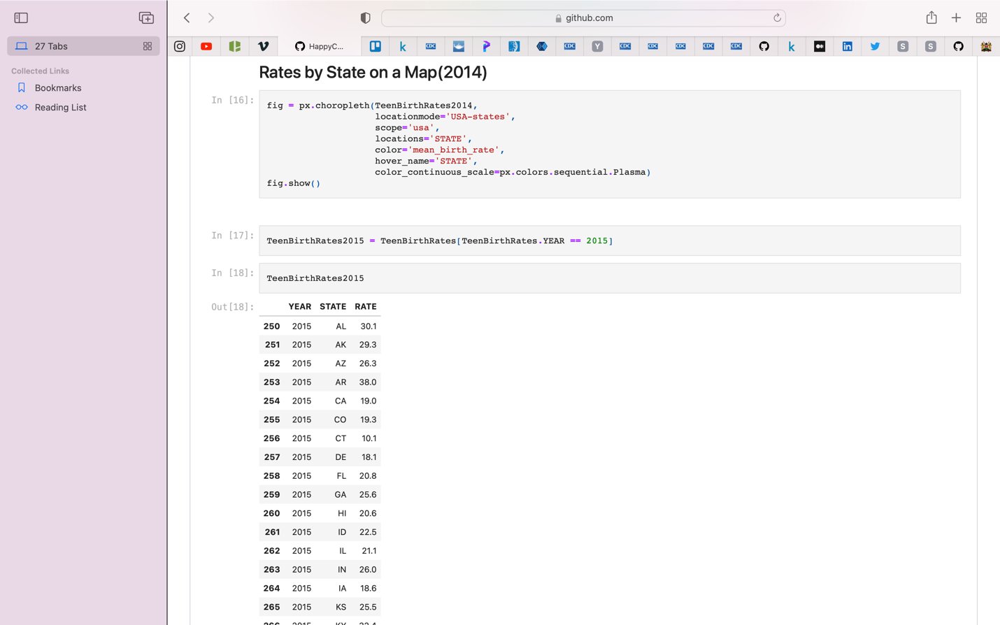 27 Tabs
Collected Links
Bookmarks
Reading List
github.com
HappyC...
CDC
Y
CDC
CDC
CDC
CDC
CDC
S
S
Rates by State on a Map(2014)
In [16]:
fig = px.choropleth(TeenBirthRates2014,
locationmode='USA-states',
scope='usa',
locations='STATE',
color='mean_birth_rate',
hover_name='STATE',
color_continuous_scale=px.colors.sequential.Plasma)
fig.show()
In [17]:
TeenBirthRates2015 = TeenBirthRates[TeenBirthRates.YEAR == 2015]
In [18]:
TeenBirthRates2015
Out[18]:
YEAR STATE RATE
250 2015 AL 30.1
251 2015 AK 29.3
252 2015 AZ 26.3
253 2015 AR 38.0
254 2015 CA 19.0
255 2015 CO 19.3
256 2015 CT 10.1
257 2015 DE 18.1
258 2015 FL 20.8
259 2015 GA 25.6
260 2015 HI 20.6
261 2015 ID 22.5
262 2015 IL 21.1
263 2015 IN 26.0
264 2015 IA 18.6
265 2015 KS 25.5